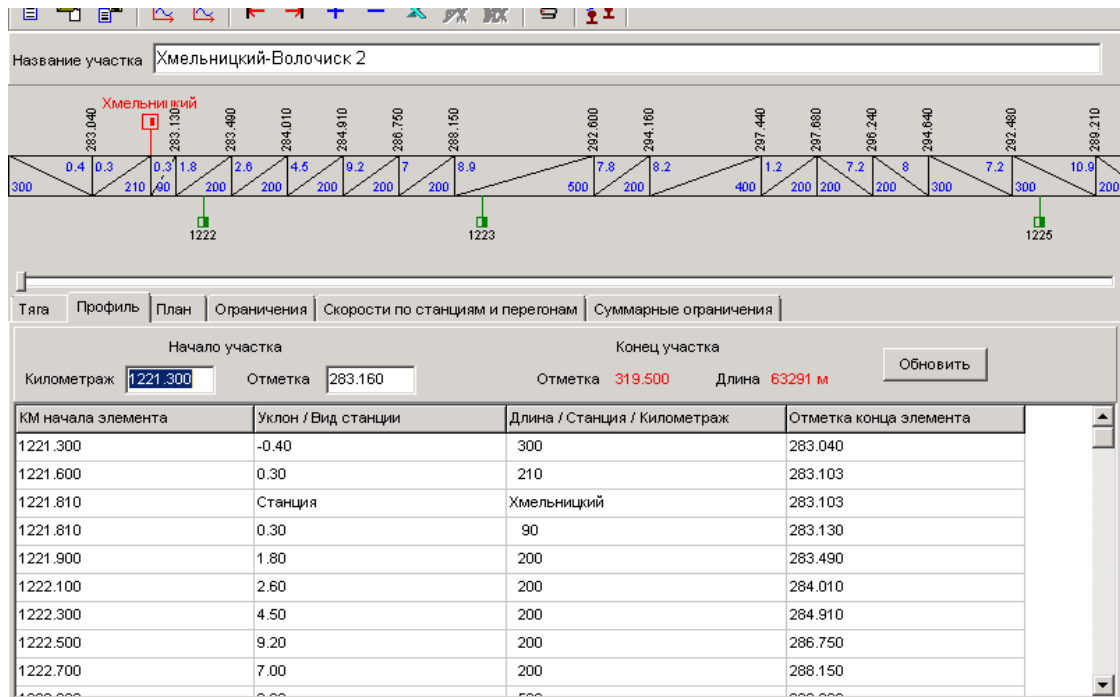 Название участка Хмельницкий-Волочиск 2
Хмельницкий
283.040 283.130 283.490 284.010 284.910 286.750 288.150 292.600 294.160 297.440 297.680 296.240 294.640 292.480 289.210
0.4 0.3 0.3 1.8 2.6 4.5 9.2 7 8.9 7.8 8.2 1.2 7.2 8 7.2 10.9
300 210 90 200 200 200 200 200 500 200 400 200 200 200 300 300 200
1222 1223 1225
Тяга Профиль План Ограничения Скорости по станциям и перегонам Суммарные ограничения
Начало участка Конец участка
Километраж 1221.300 Отметка 283.160 Отметка 319.500 Длина 63291 м Обновить
КМ начала элемента Уклон / Вид станции Длина / Станция / Километраж Отметка конца элемента
1221.300 -0.40 300 283.040
1221.600 0.30 210 283.103
1221.810 Станция Хмельницкий 283.103
1221.810 0.30 90 283.130
1221.900 1.80 200 283.490
1222.100 2.60 200 284.010
1222.300 4.50 200 284.910
1222.500 9.20 200 286.750
1222.700 7.00 200 288.150